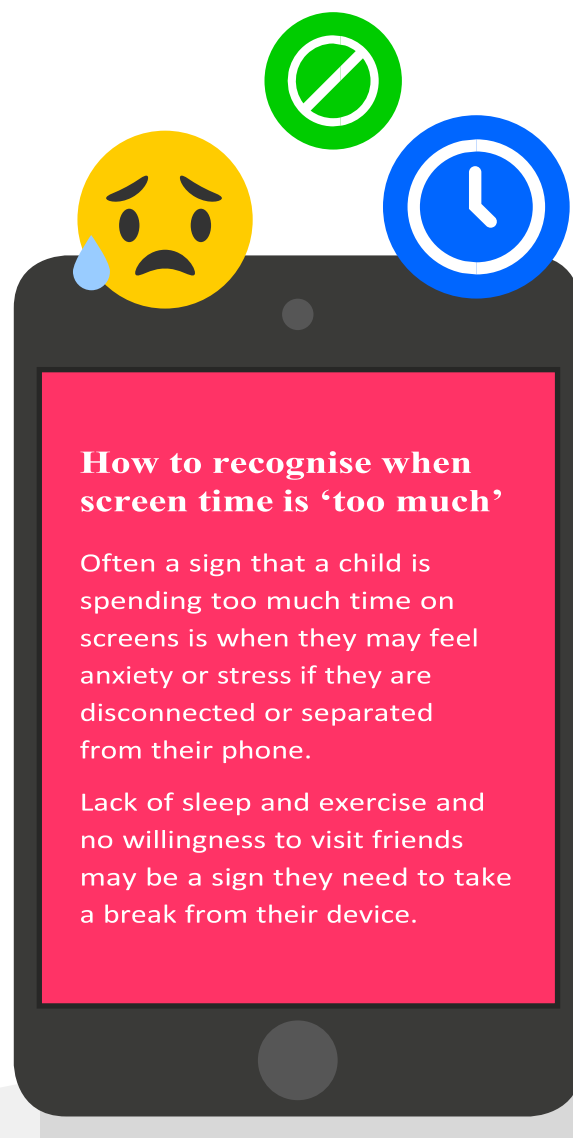 How to recognise when
screen time is ‘too much’
Often a sign that a child is
spending too much time on
screens is when they may feel
anxiety or stress if they are
disconnected or separated
from their phone.
Lack of sleep and exercise and
no willingness to visit friends
may be a sign they need to take
a break from their device.